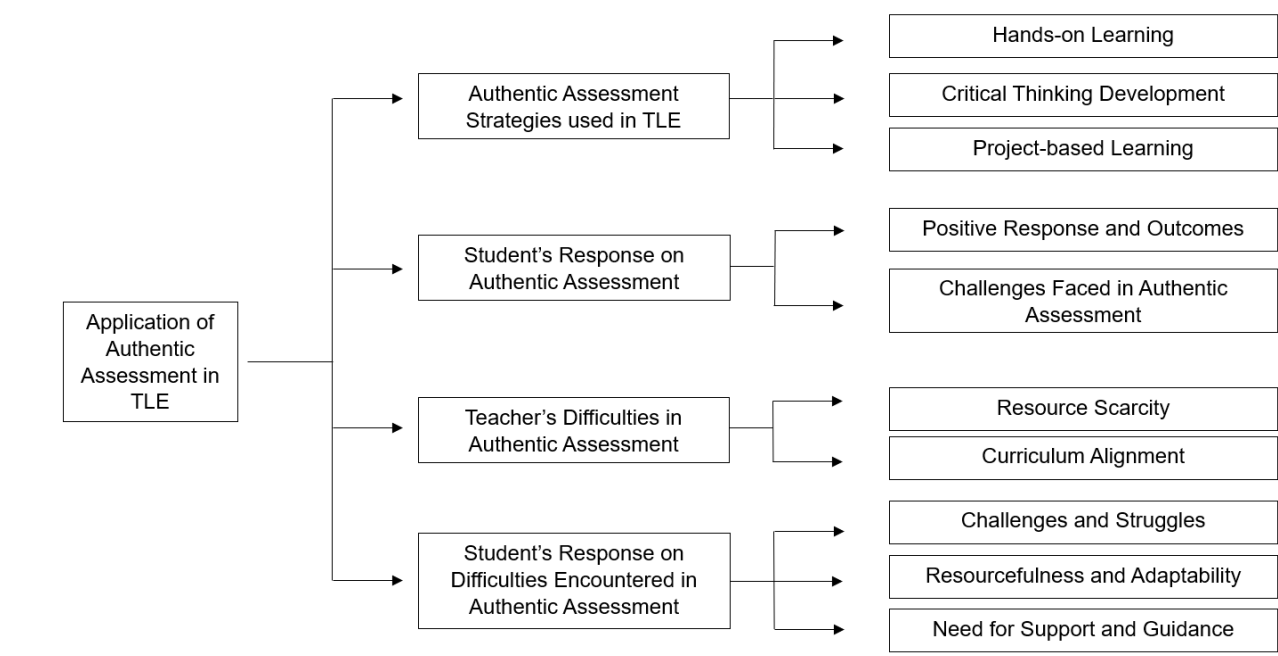 Hands-on Learning
Authentic Assessment
Strategies used in TLE
Critical Thinking Development
Project-based Learning
Student’s Response on
Authentic Assessment
Positive Response and Outcomes
Challenges Faced in Authentic
Assessment
Application of
Authentic
Assessment in
TLE
Teacher’s Difficulties in
Authentic Assessment
Resource Scarcity
Curriculum Alignment
Student’s Response on
Difficulties Encountered in
Authentic Assessment
Challenges and Struggles
Resourcefulness and Adaptability
Need for Support and Guidance